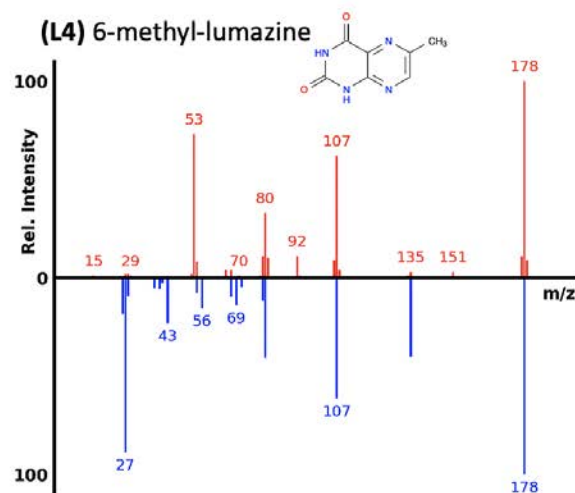 (L4) 6-methyl-lumazine
O
N
CH₃
HN
O
N
H
N
Rel. Intensity
100
0
100
178
53
107
80
92
15
29
70
135
151
m/z
43
56
69
27
107
178